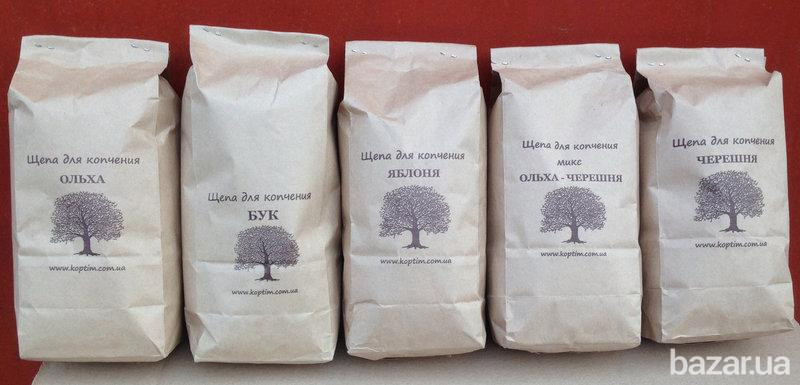 Щепа для копчения
ОЛЬХА
www.koptim.com.ua
Щепа для копчения
БУК
www.koptim.com.ua
Щепа для копчения
ЯБЛОНЯ
www.koptim.com.ua
Щепа для копчения
микс
ОЛЬХА - ЧЕРЕШНЯ
www.koptim.com.ua
Щепа для копчения
ЧЕРЕШНЯ
www.koptim.com.ua
bazar.ua